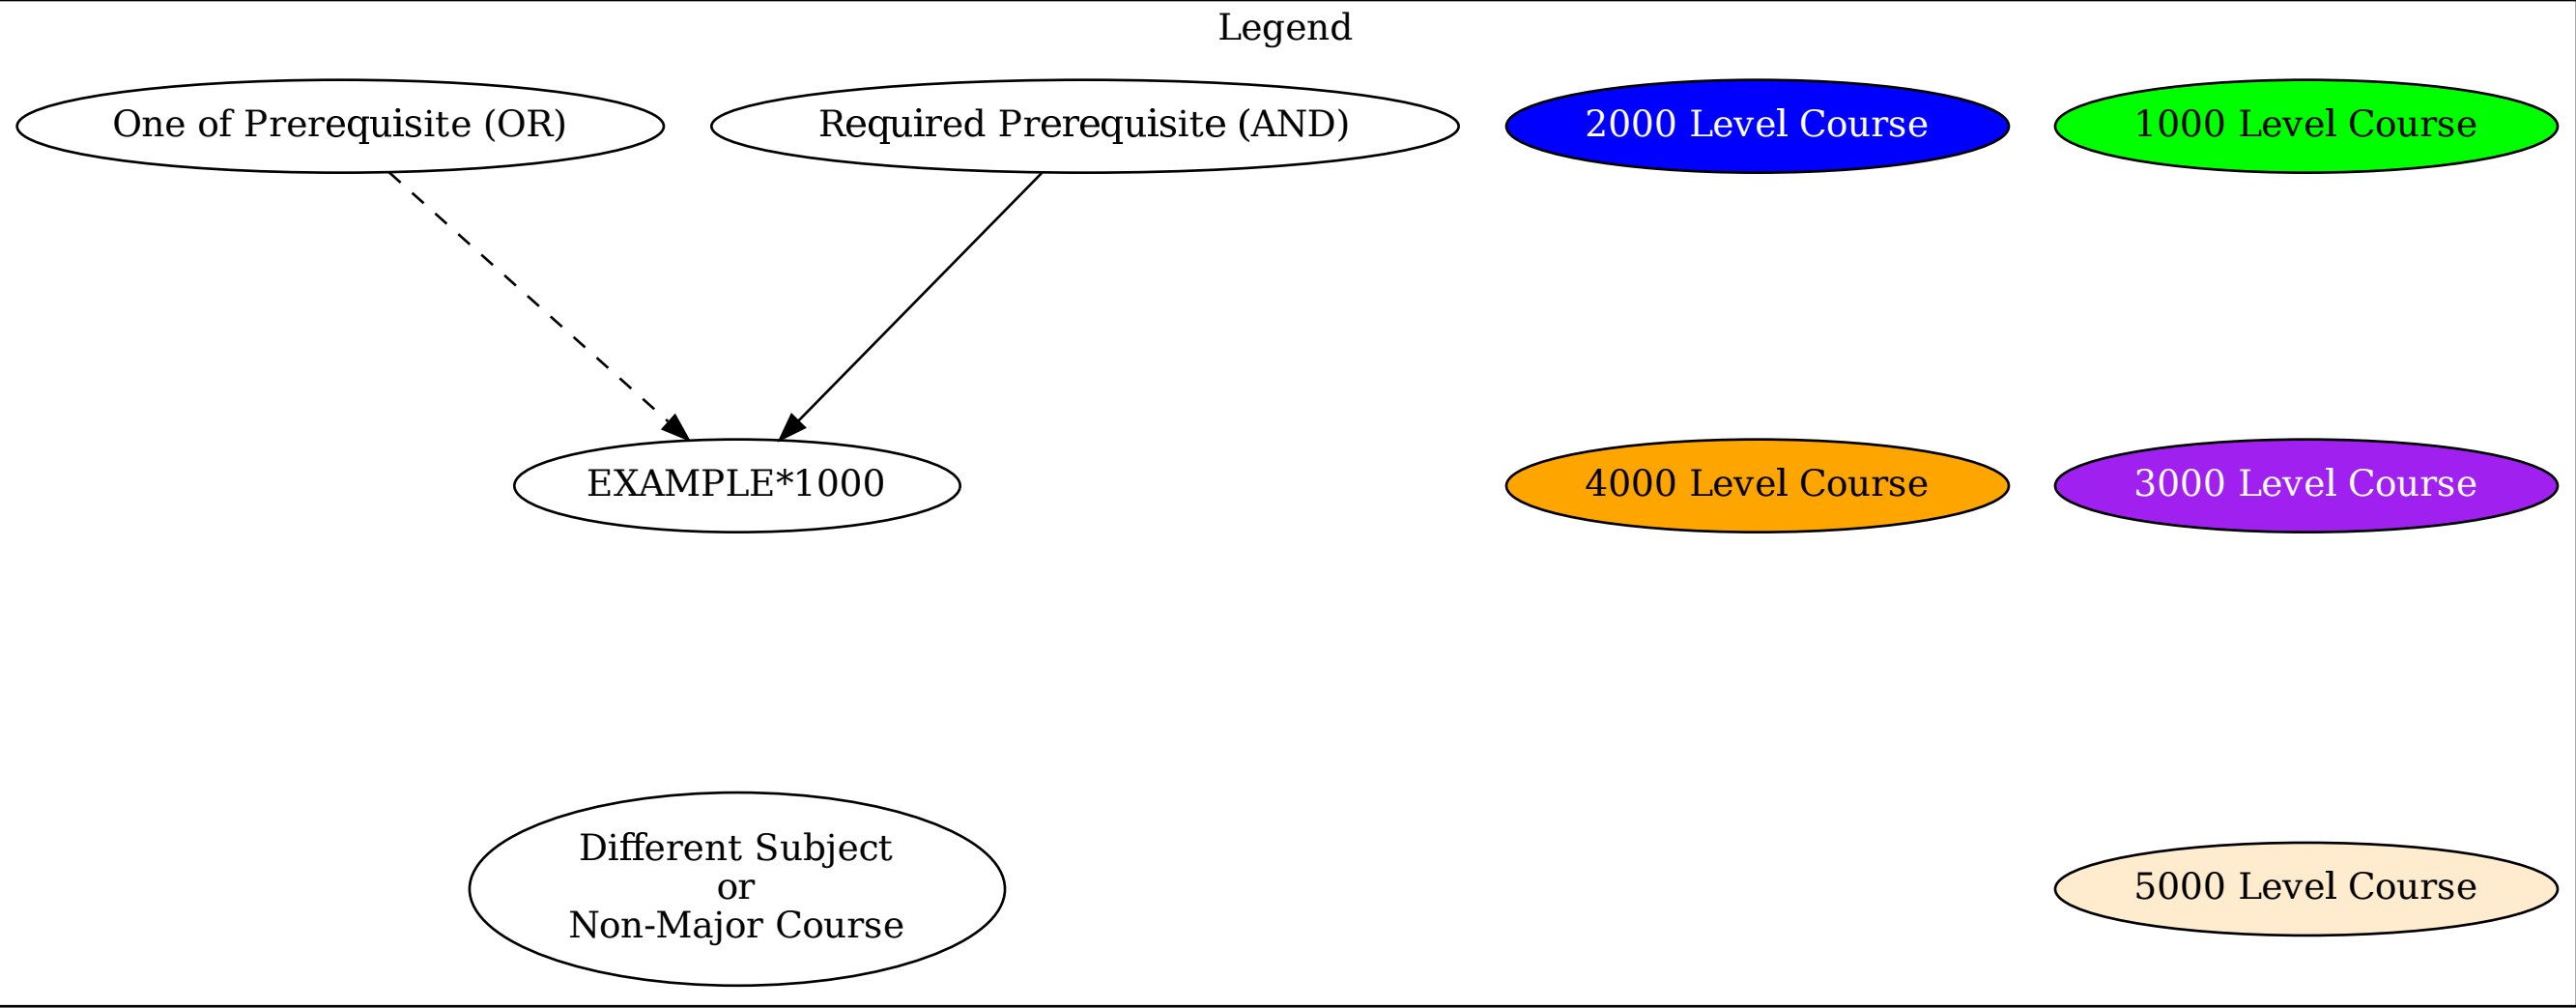 Legend
One of Prerequisite (OR)
Required Prerequisite (AND)
2000 Level Course
1000 Level Course
EXAMPLE*1000
4000 Level Course
3000 Level Course
Different Subject
or
Non-Major Course
5000 Level Course